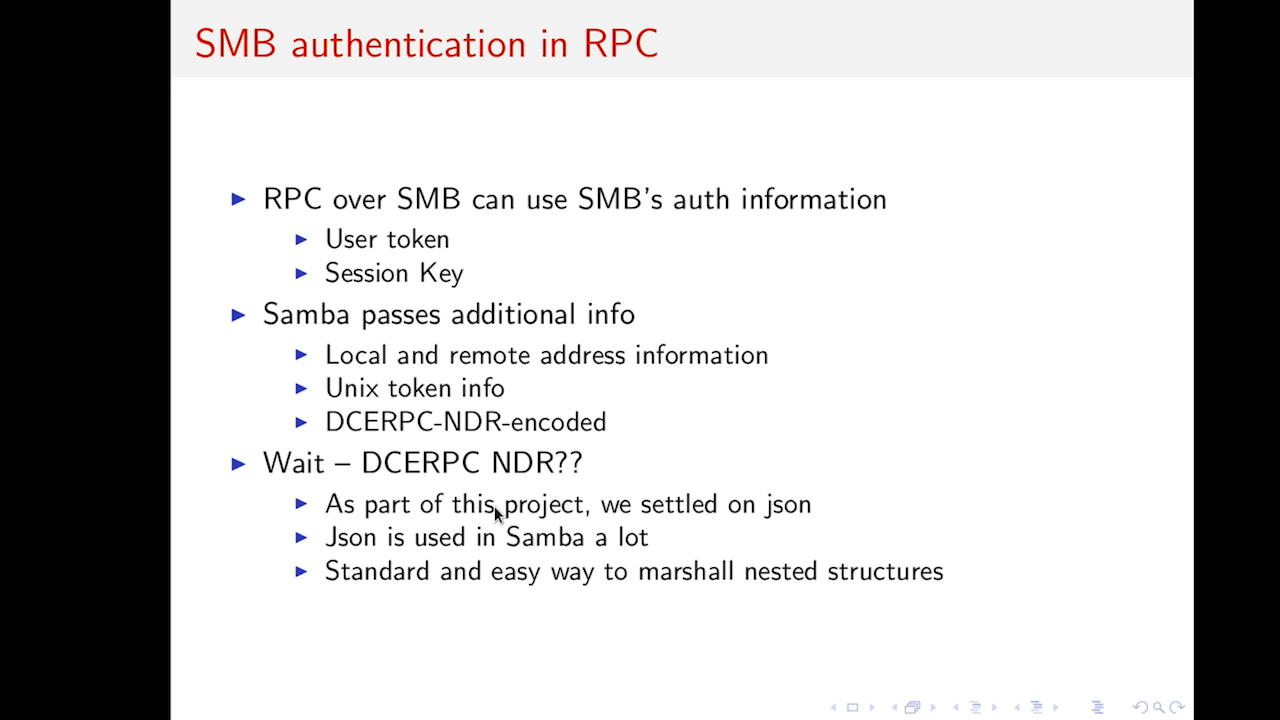 SMB authentication in RPC
RPC over SMB can use SMB's auth information
User token
Session Key
Samba passes additional info
Local and remote address information
Unix token info
DCERPC-NDR-encoded
Wait – DCERPC NDR??
As part of this project, we settled on json
Json is used in Samba a lot
Standard and easy way to marshall nested structures